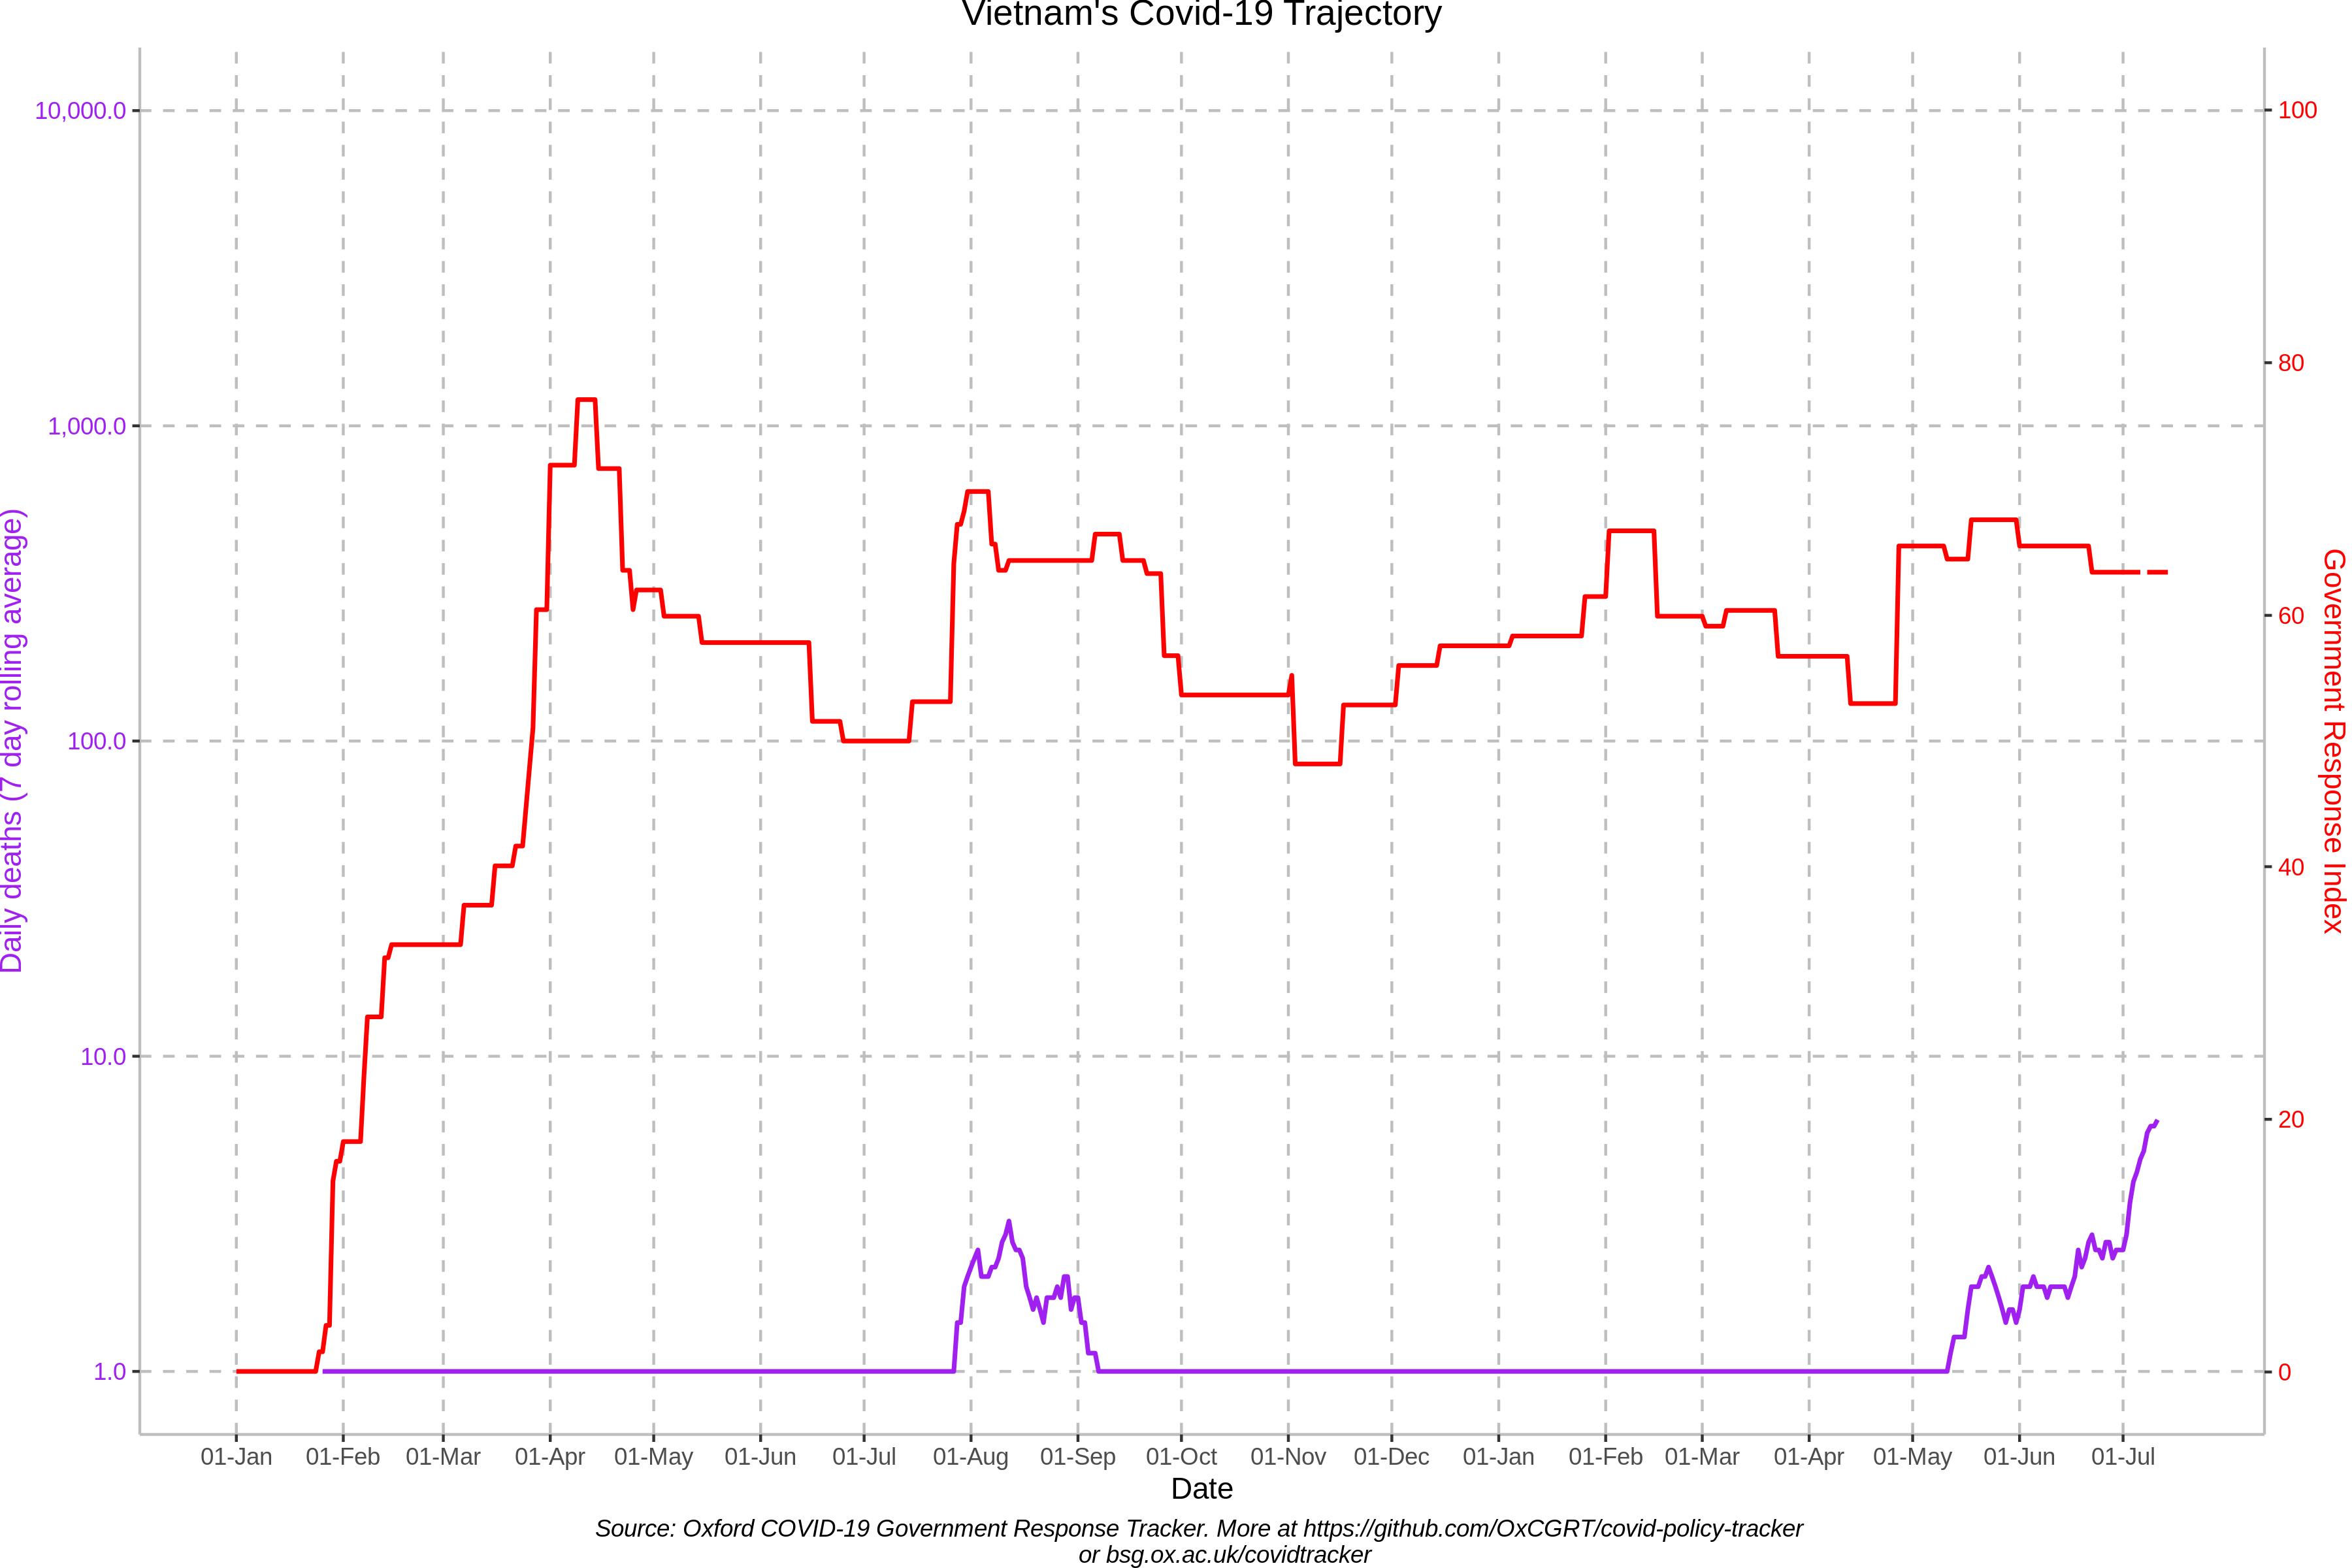 Vietnam's Covid-19 Trajectory
10,000.0
1,000.0
100.0
10.0
1.0
Daily deaths (7 day rolling average)
100
80
60
40
20
0
Government Response Index
01-Jan 01-Feb 01-Mar 01-Apr 01-May 01-Jun 01-Jul 01-Aug 01-Sep 01-Oct 01-Nov 01-Dec 01-Jan 01-Feb 01-Mar 01-Apr 01-May 01-Jun 01-Jul
Date
Source: Oxford COVID-19 Government Response Tracker. More at https://github.com/OxCGRT/covid-policy-tracker
or bsg.ox.ac.uk/covidtracker